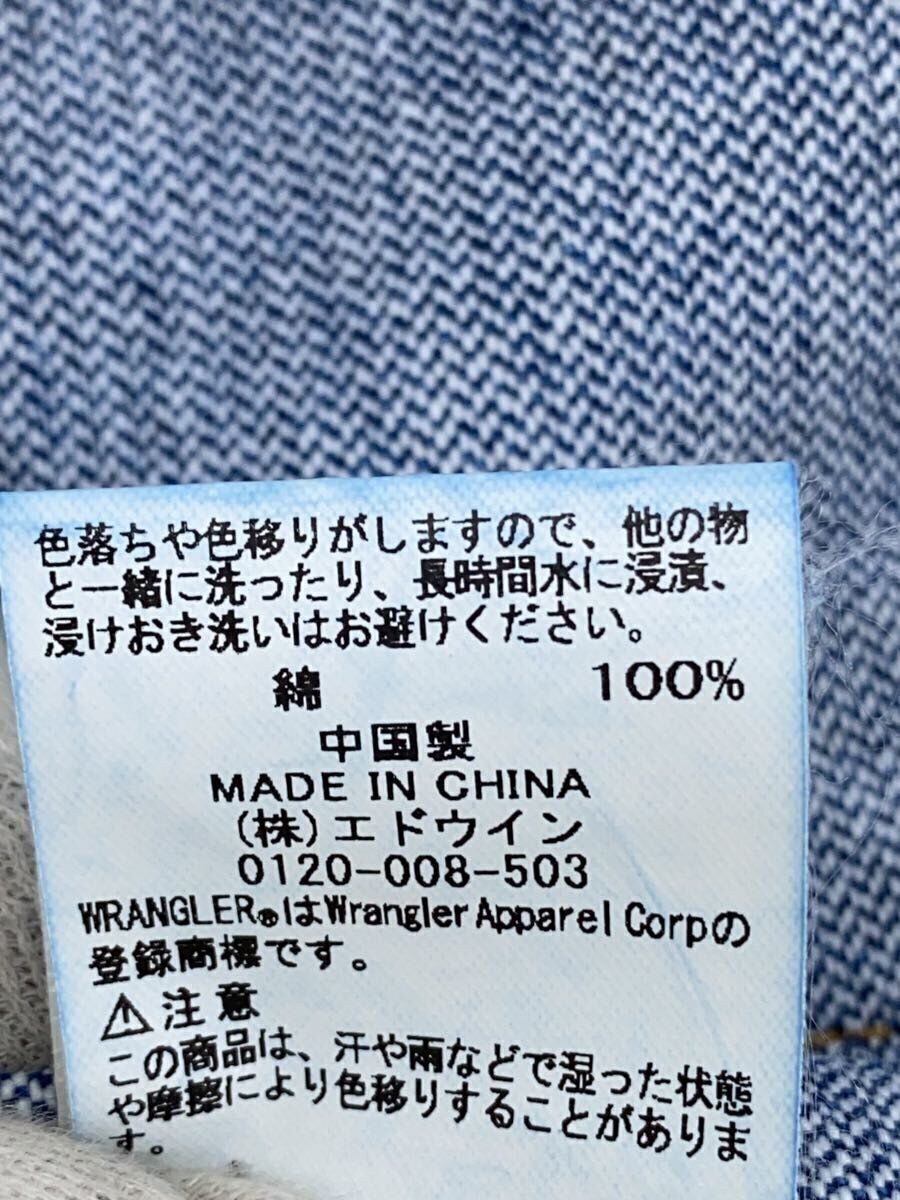 色落ちや色移りがしますので、他の物
と一緒に洗ったり、長時間水に浸漬、
浸けおき洗いはお避けください。
綿 100%
中国製
MADE IN CHINA
(株)エドウイン
0120-008-503
WRANGLER®はWrangler Apparel Corpの
登録商標です。
⚠注意
この商品は、汗や雨などで湿った状態
や摩擦により色移りすることがありま
す。